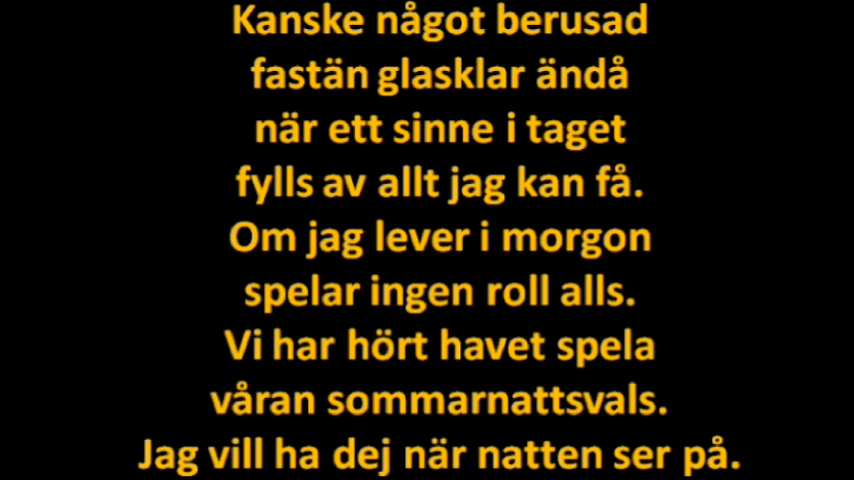 Kanske något berusad
fastän glasklar ändå
när ett sinne i taget
fylls av allt jag kan få.
Om jag lever i morgon
spelar ingen roll alls.
Vi har hört havet spela
våran sommarnattsvals.
Jag vill ha dej när natten ser på.